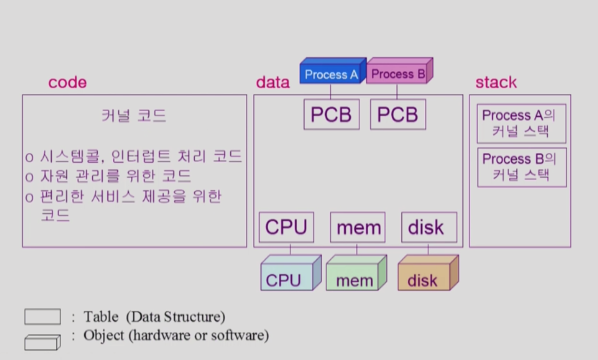 code
커널 코드
o 시스템콜, 인터럽트 처리 코드
o 자원 관리를 위한 코드
o 편리한 서비스 제공을 위한
코드
data
Process A
Process B
PCB
PCB
CPU
mem
disk
CPU
mem
disk
stack
Process A의
커널 스택
Process B의
커널 스택
: Table (Data Structure)
: Object (hardware or software)